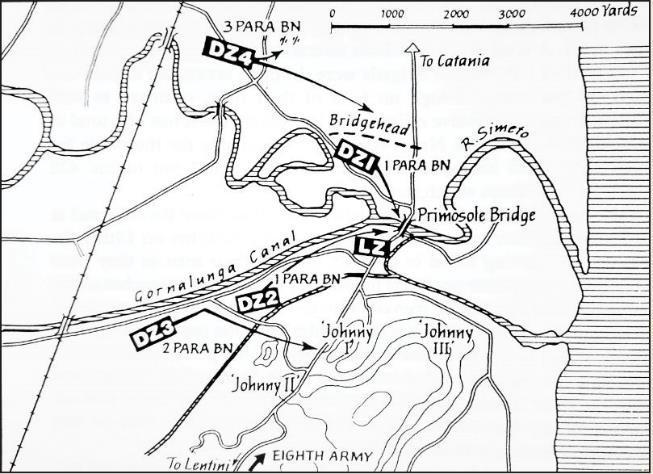 0 1000 2000 3000 4000 Yards
3 PARA BN
DZ4
To Catania
Bridgehead
R. Simero
DZ1
1 PARA BN
Primosole Bridge
LZ
Gornalunga Canal
1 PARA BN
DZ2
DZ3
2 PARA BN
'Johnny I'
'Johnny III'
'Johnny II'
To Lentini
EIGHTH ARMY